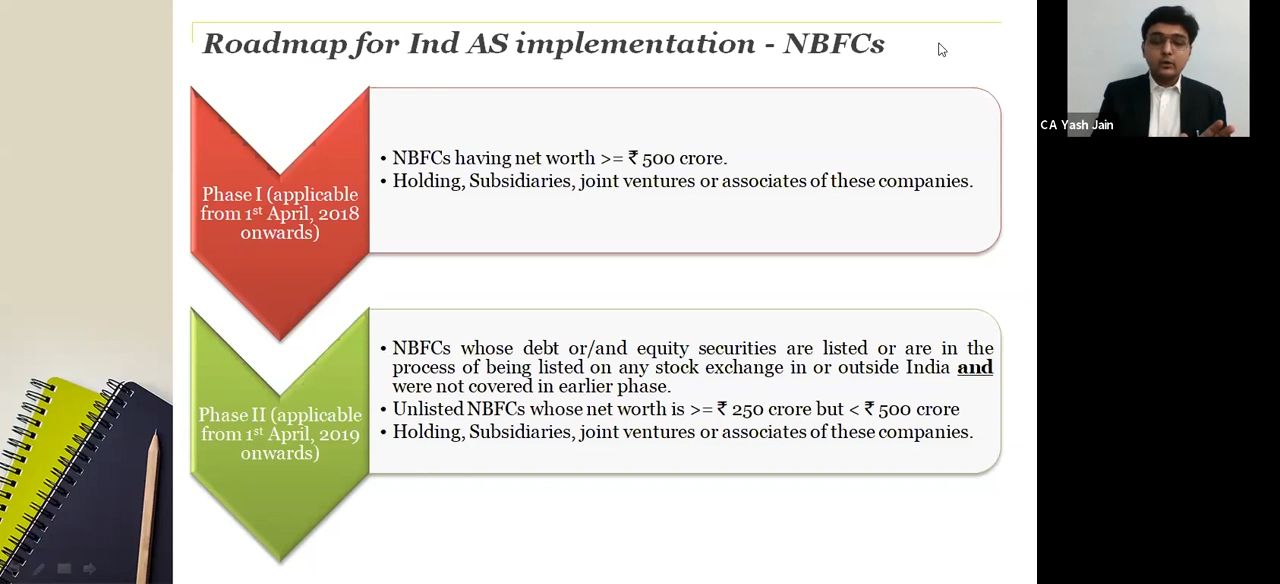 Roadmap for Ind AS implementation - NBFCs
Phase I (applicable
from 1st April, 2018
onwards)
• NBFCs having net worth >= ₹ 500 crore.
• Holding, Subsidiaries, joint ventures or associates of these companies.
Phase II (applicable
from 1st April, 2019
onwards)
• NBFCs whose debt or/and equity securities are listed or are in the
process of being listed on any stock exchange in or outside India and
were not covered in earlier phase.
• Unlisted NBFCs whose net worth is >= ₹ 250 crore but < ₹ 500 crore
• Holding, Subsidiaries, joint ventures or associates of these companies.
CA Yash Jain